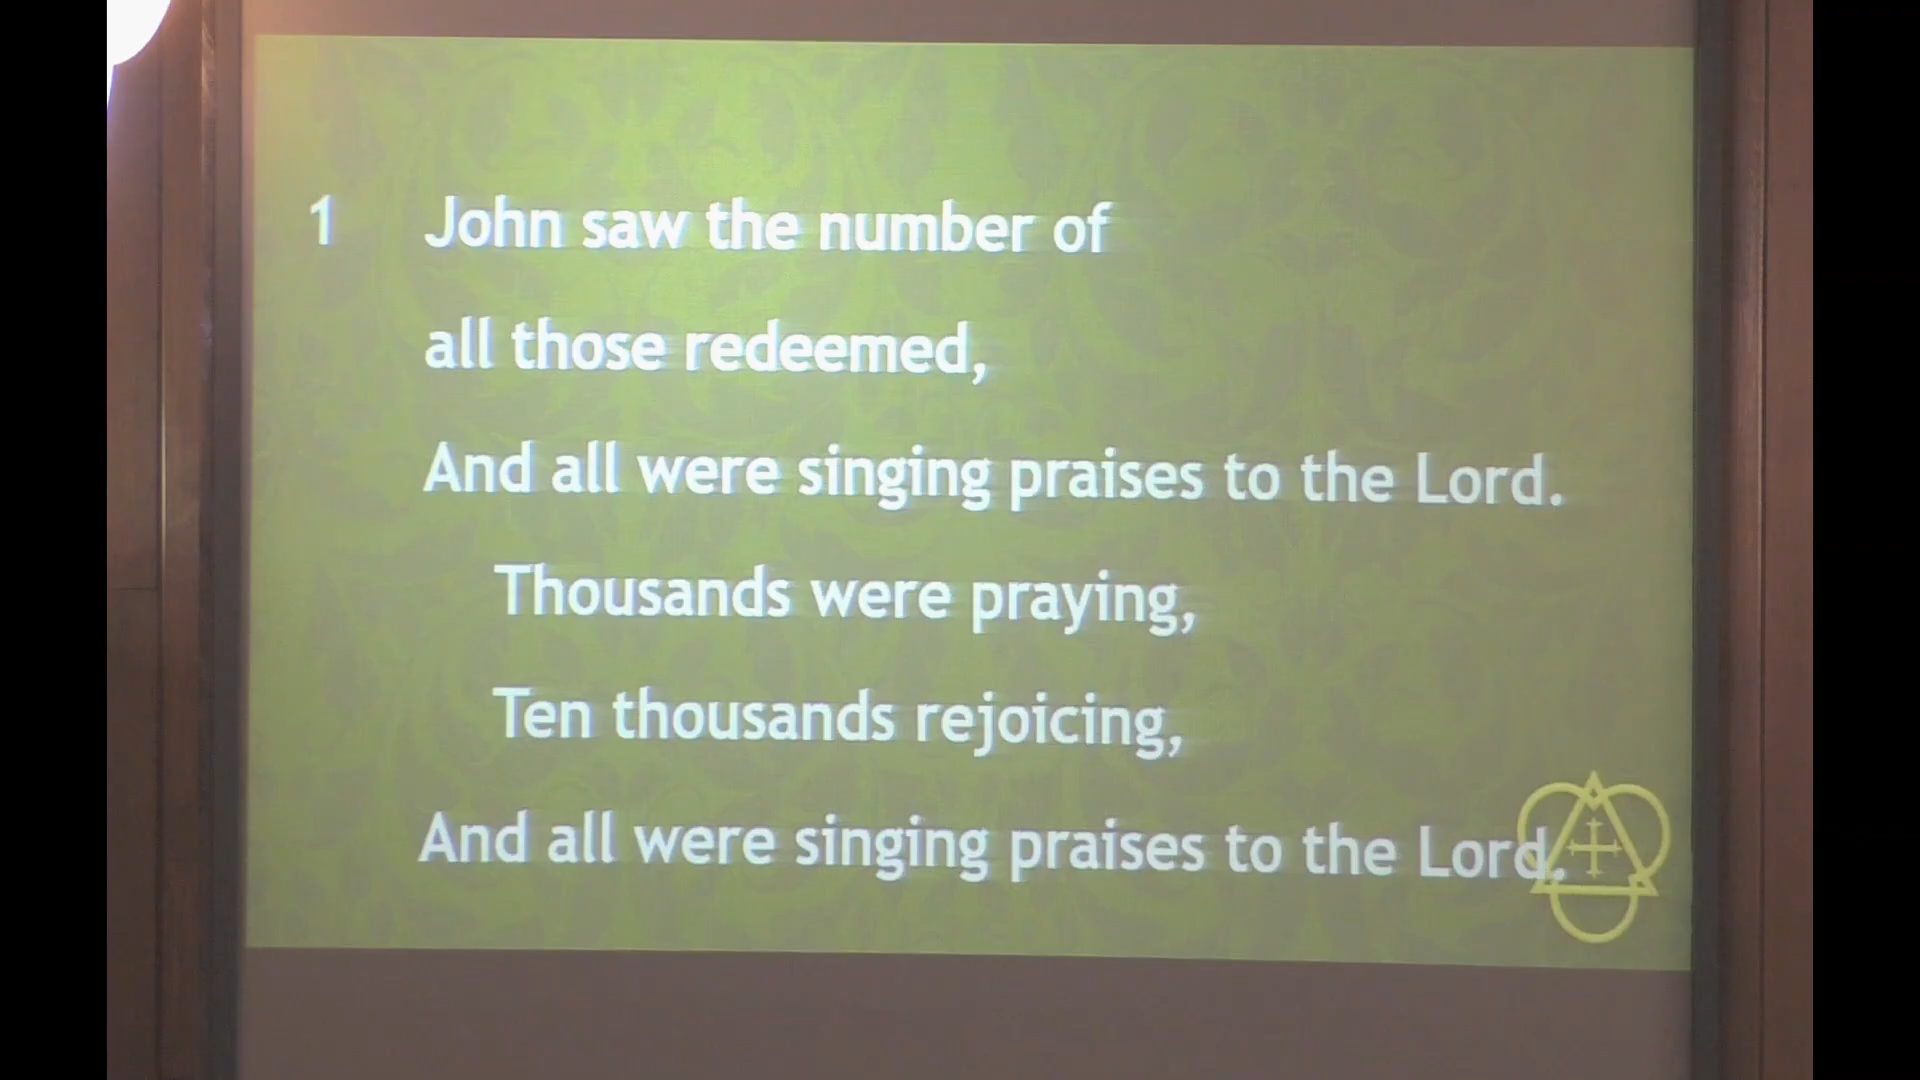 1 John saw the number of
all those redeemed,
And all were singing praises to the Lord.
Thousands were praying,
Ten thousands rejoicing,
And all were singing praises to the Lord.